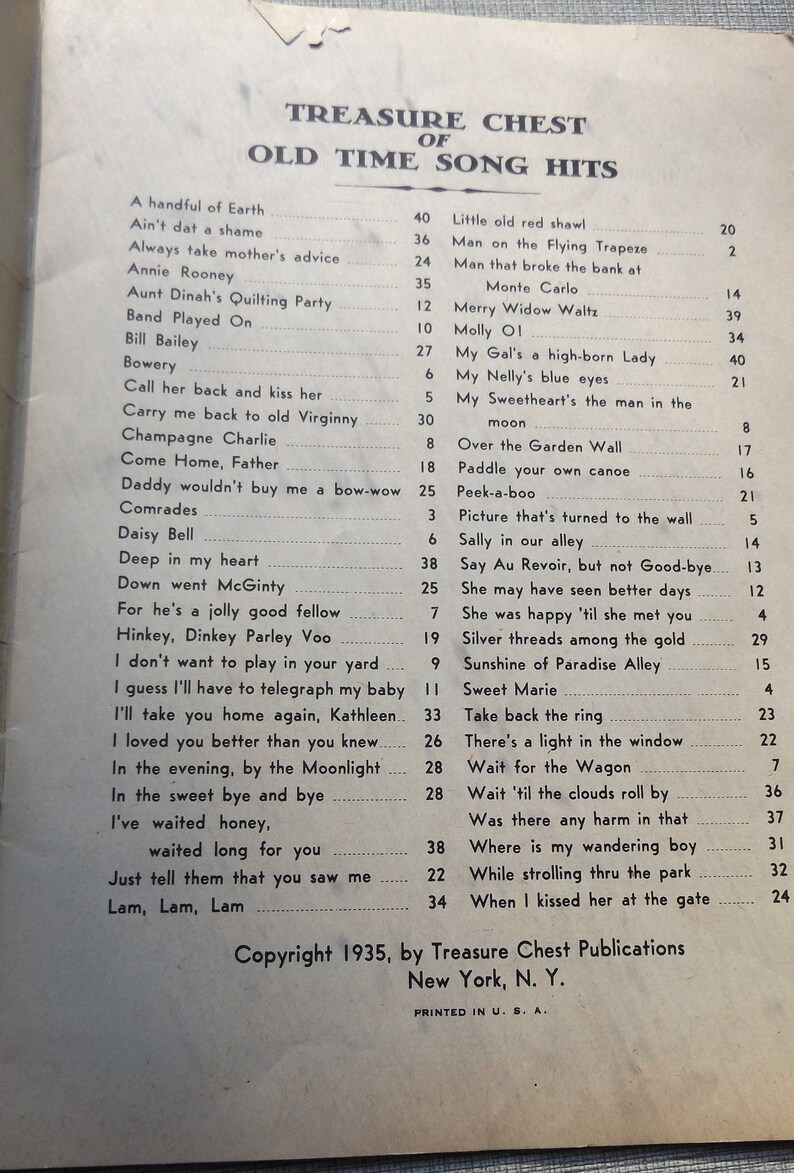 TREASURE CHEST
OF
OLD TIME SONG HITS
A handful of Earth 40
Ain't dat a shame 36
Always take mother's advice 24
Annie Rooney 35
Aunt Dinah's Quilting Party 12
Band Played On 10
Bill Bailey 27
Bowery 6
Call her back and kiss her 5
Carry me back to old Virginny 30
Champagne Charlie 8
Come Home, Father 18
Daddy wouldn't buy me a bow-wow 25
Comrades 3
Daisy Bell 6
Deep in my heart 38
Down went McGinty 25
For he's a jolly good fellow 7
Hinkey, Dinkey Parley Voo 19
I don't want to play in your yard 9
I guess I'll have to telegraph my baby 11
I'll take you home again, Kathleen 33
I loved you better than you knew 26
In the evening, by the Moonlight 28
In the sweet bye and bye 28
I've waited honey,
waited long for you 38
Just tell them that you saw me 22
Lam, Lam, Lam 34
Little old red shawl 20
Man on the Flying Trapeze 2
Man that broke the bank at
Monte Carlo 14
Merry Widow Waltz 39
Molly O! 34
My Gal's a high-born Lady 40
My Nelly's blue eyes 21
My Sweetheart's the man in the
moon 8
Over the Garden Wall 17
Paddle your own canoe 16
Peek-a-boo 21
Picture that's turned to the wall 5
Sally in our alley 14
Say Au Revoir, but not Good-bye 13
She may have seen better days 12
She was happy 'til she met you 4
Silver threads among the gold 29
Sunshine of Paradise Alley 15
Sweet Marie 4
Take back the ring 23
There's a light in the window 22
Wait for the Wagon 7
Wait 'til the clouds roll by 36
Was there any harm in that 37
Where is my wandering boy 31
While strolling thru the park 32
When I kissed her at the gate 24
Copyright 1935, by Treasure Chest Publications
New York, N. Y.
PRINTED IN U. S. A.